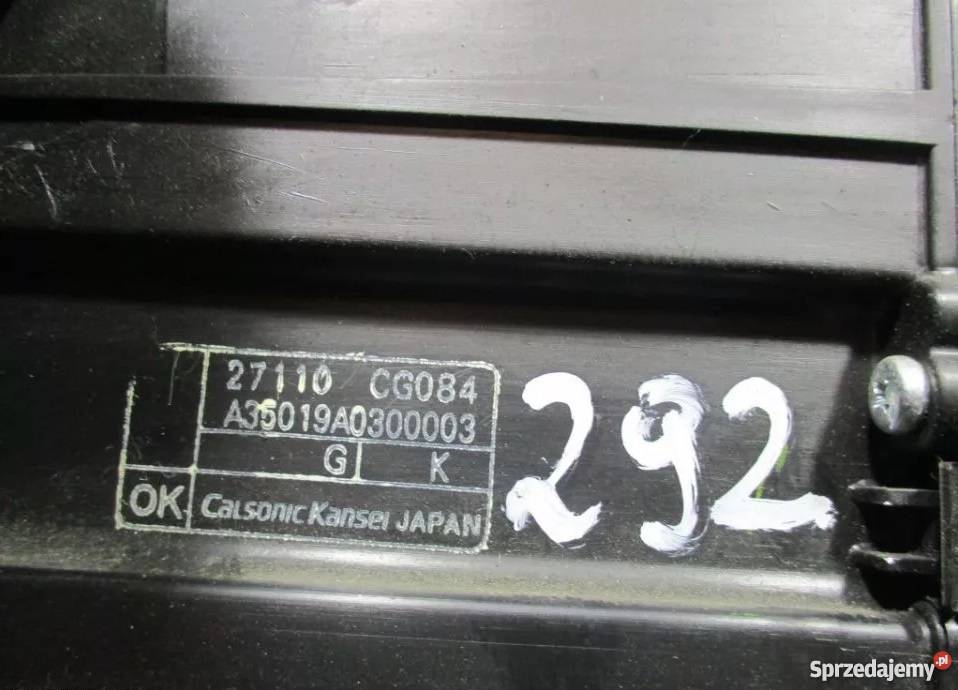 27110 CG084
A35019A0300003
G K
OK Calsonic Kansei JAPAN
292
Sprzedajemy.pl